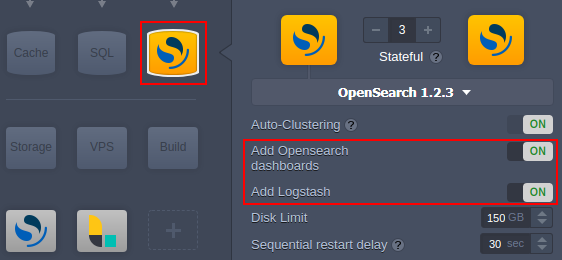 Cache
SQL
Storage
VPS
Build
3
Stateful
OpenSearch 1.2.3
Auto-Clustering ON
Add Opensearch
dashboards ON
Add Logstash ON
Disk Limit 150 GB
Sequential restart delay 30 sec